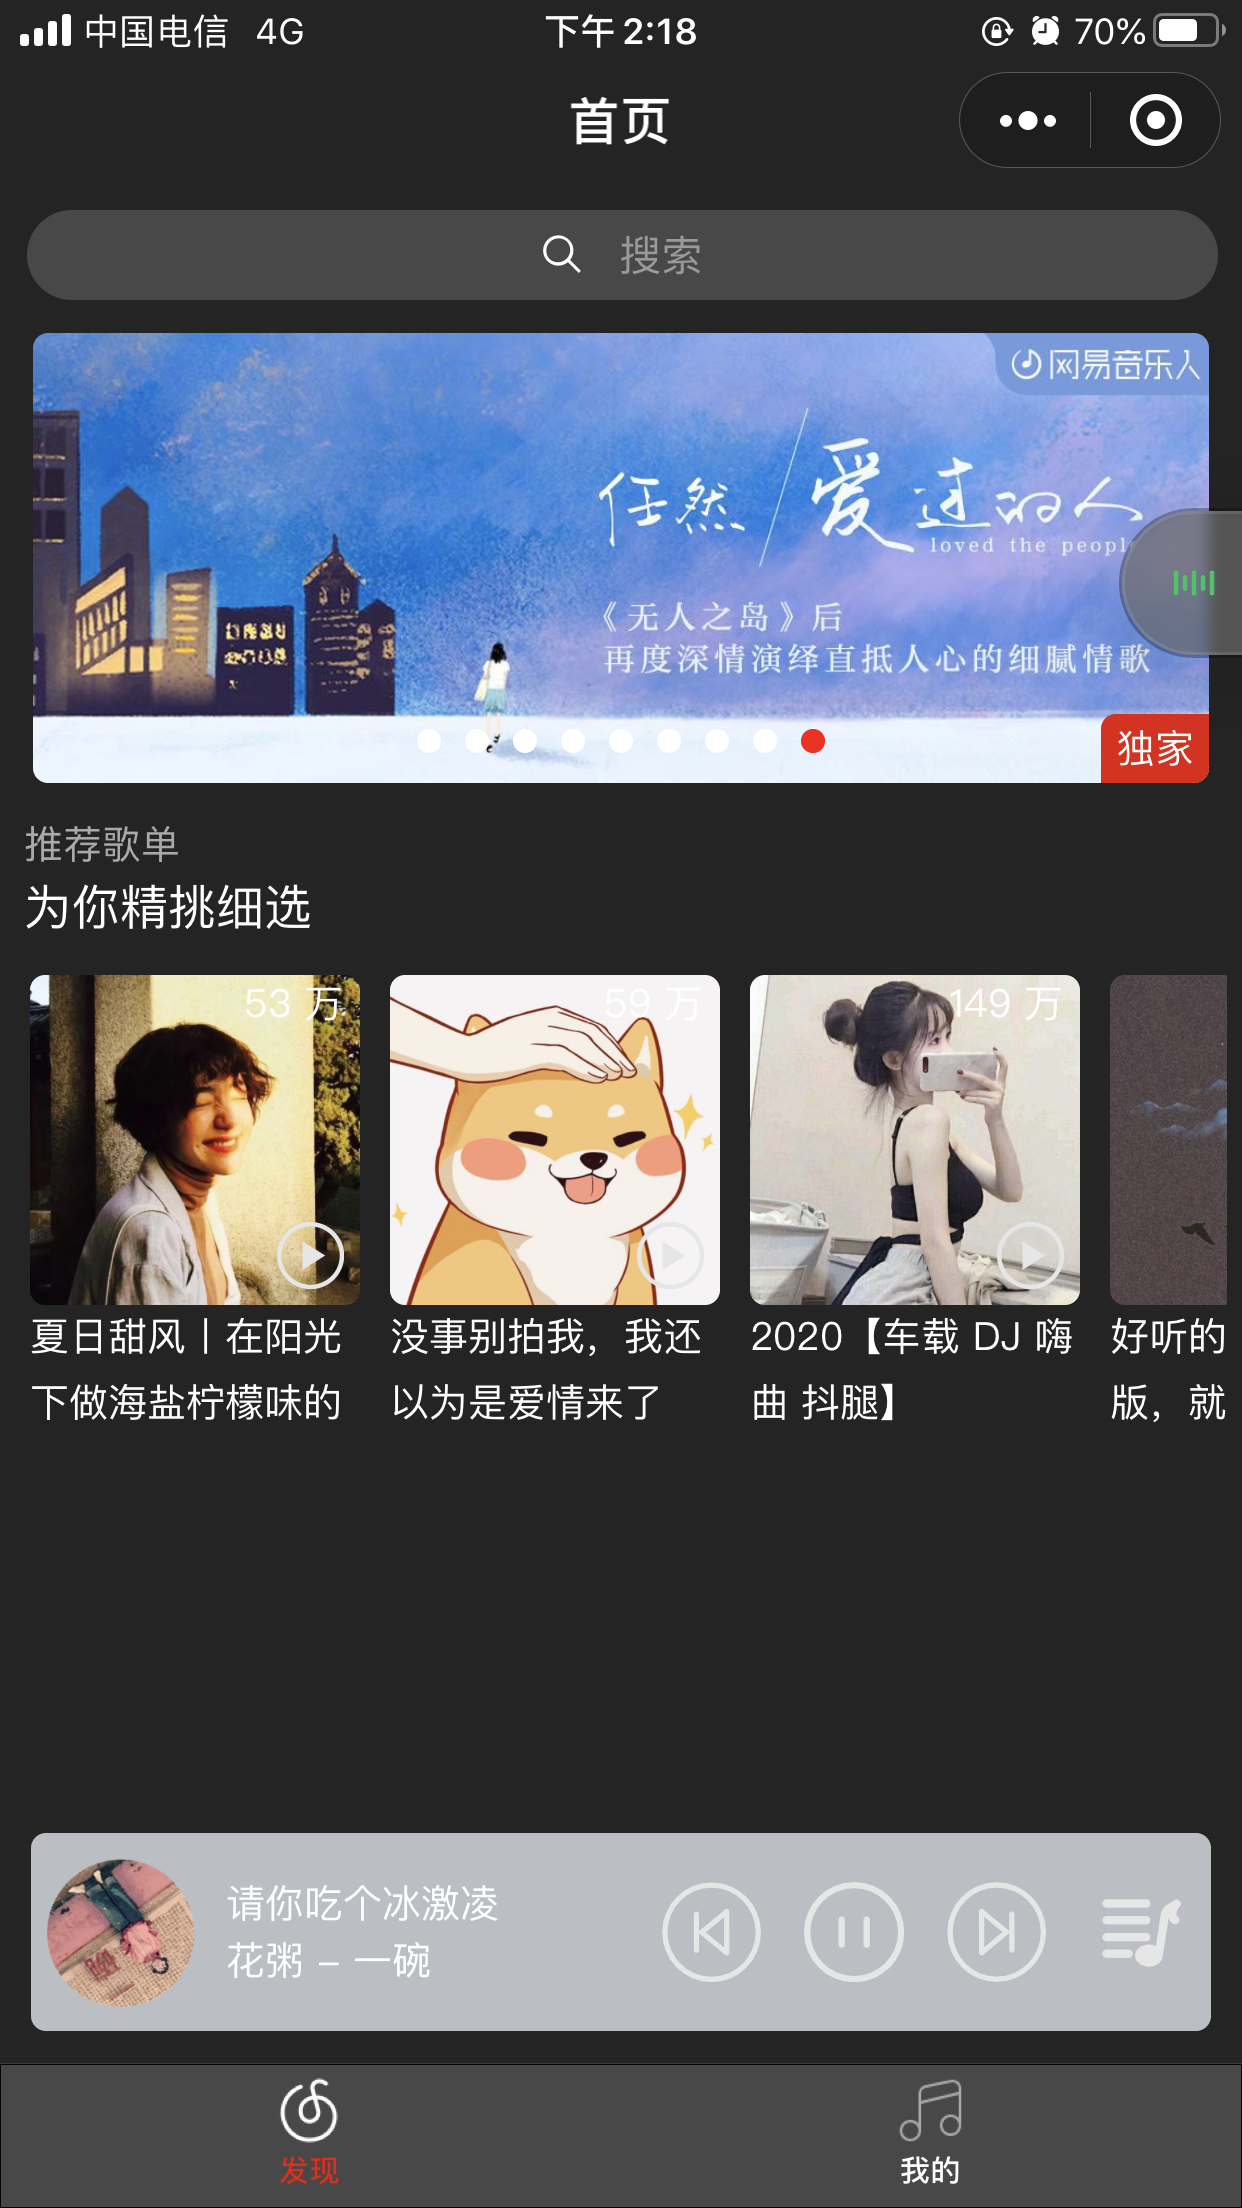 中国电信 4G 下午 2:18 70%
首页
搜索
网易音乐人
任然 / 爱过的人
loved the peopl
《无人之岛》后
再度深情演绎直抵人心的细腻情歌
独家
推荐歌单
为你精挑细选
53 万
59 万
149 万
夏日甜风丨在阳光
下做海盐柠檬味的
没事别拍我，我还
以为是爱情来了
2020【车载 DJ 嗨
曲 抖腿】
好听的
版，就
请你吃个冰激凌
花粥 – 一碗
发现
我的